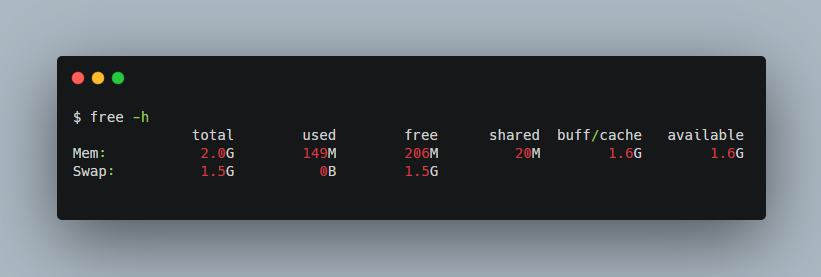 $ free -h
              total        used        free      shared  buff/cache   available
Mem:           2.0G        149M        206M         20M        1.6G        1.6G
Swap:          1.5G          0B        1.5G